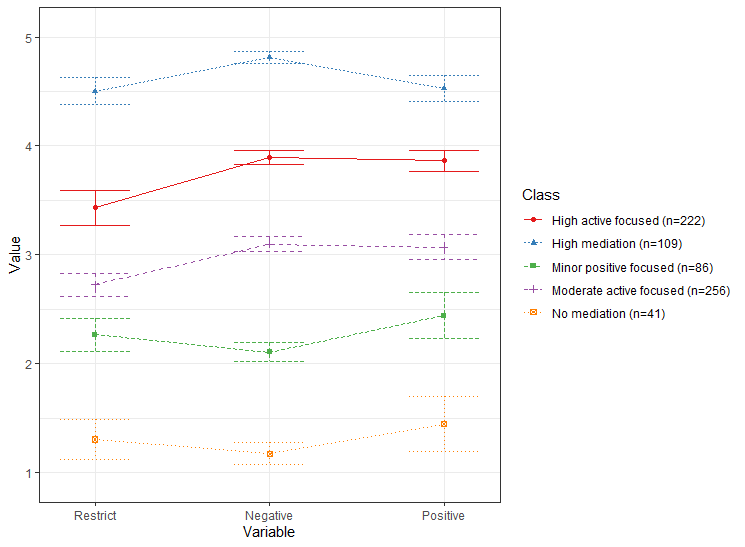 Value
5
4
3
2
1
Restrict Negative Positive
Variable
Class
High active focused (n=222)
High mediation (n=109)
Minor positive focused (n=86)
Moderate active focused (n=256)
No mediation (n=41)